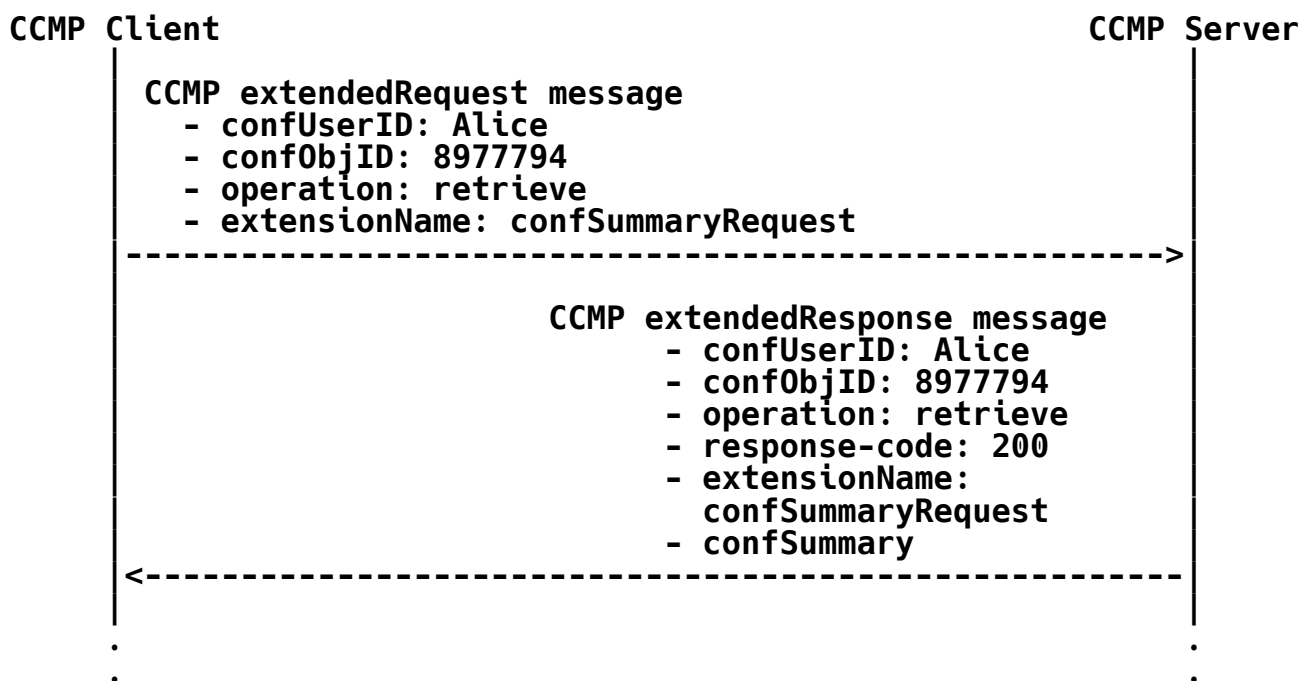 CCMP Client CCMP Server
CCMP extendedRequest message
- confUserID: Alice
- confObjID: 8977794
- operation: retrieve
- extensionName: confSummaryRequest
------------------------------------------------------>
CCMP extendedResponse message
- confUserID: Alice
- confObjID: 8977794
- operation: retrieve
- response-code: 200
- extensionName:
confSummaryRequest
- confSummary
<------------------------------------------------------
. .
. .